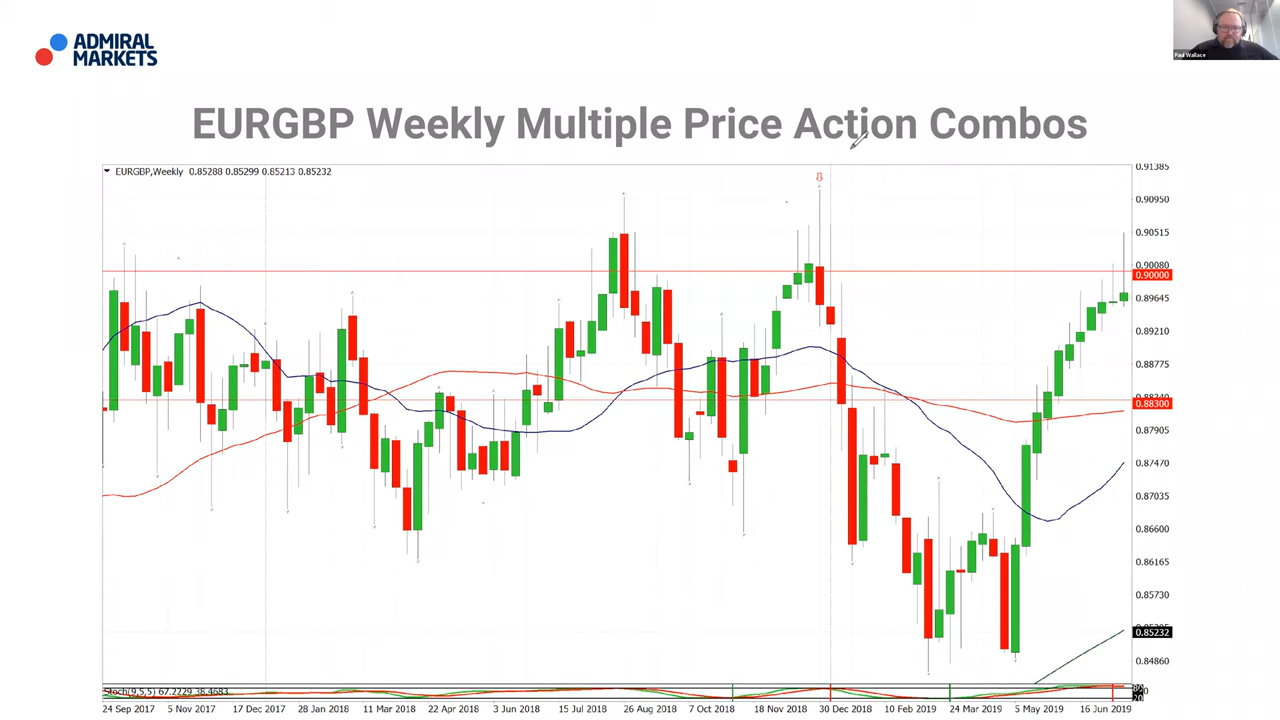 ADMIRAL
MARKETS
Paul Wallace
EURGBP Weekly Multiple Price Action Combos
EURGBP,Weekly 0.85288 0.85299 0.85213 0.85232
0.91385
0.90950
0.90515
0.90080
0.90000
0.89645
0.89210
0.88775
0.88340
0.88300
0.87905
0.87470
0.87035
0.86600
0.86165
0.85730
0.85232
0.84860
Stoch(9,5,5) 67.2229 38.4683
24 Sep 2017 5 Nov 2017 17 Dec 2017 28 Jan 2018 11 Mar 2018 22 Apr 2018 3 Jun 2018 15 Jul 2018 26 Aug 2018 7 Oct 2018 18 Nov 2018 30 Dec 2018 10 Feb 2019 24 Mar 2019 5 May 2019 16 Jun 2019